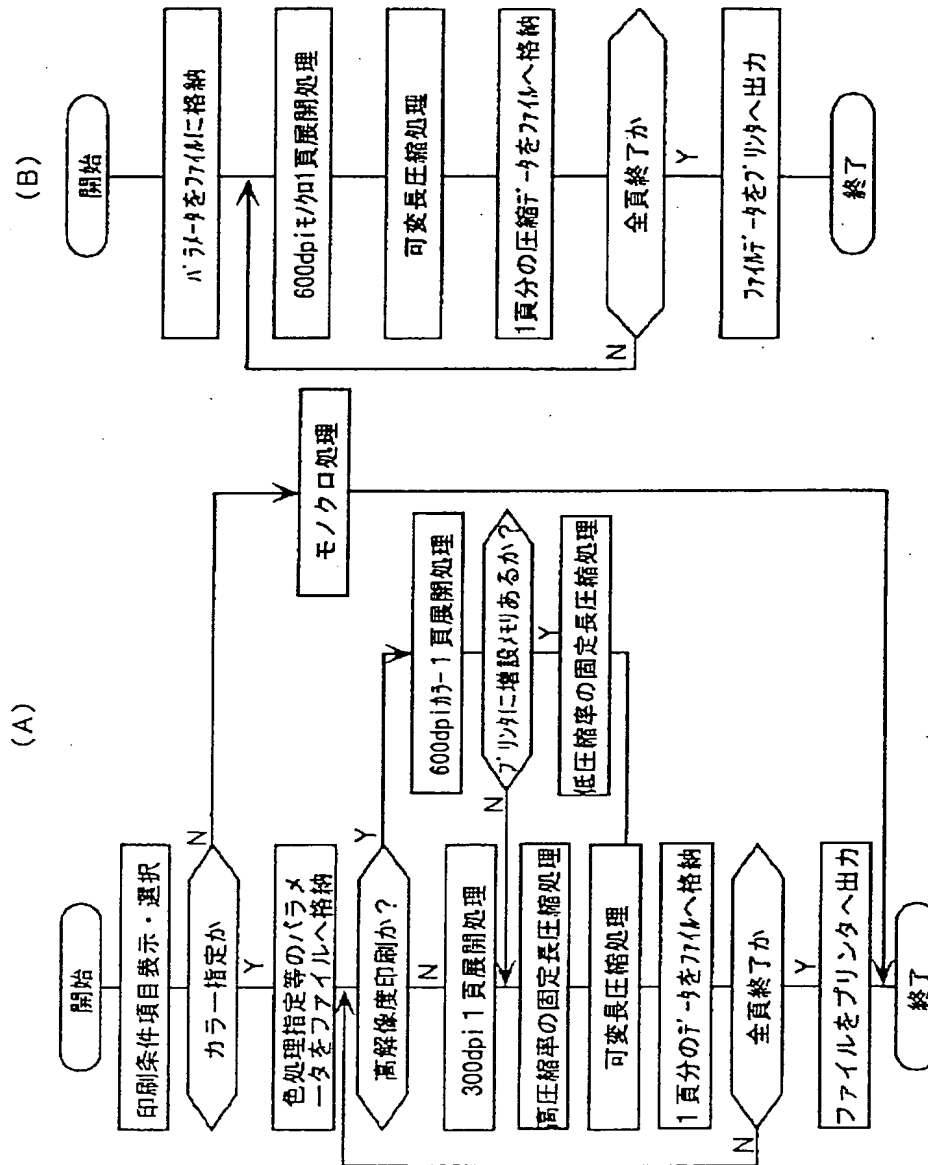 (A)
開始
印刷条件項目表示・選択
カラー指定か
N
Y
モノクロ処理
色処理指定等のパラメ
ータをファイルへ格納
高解像度印刷か?
Y
N
600dpiカラー1頁展開処理
プリンタに増設メモリあるか?
N
Y
低圧縮率の固定長圧縮処理
300dpi1頁展開処理
高圧縮率の固定長圧縮処理
可変長圧縮処理
1頁分のデータをファイルへ格納
全頁終了か
N
Y
ファイルをプリンタへ出力
終了
(B)
開始
パラメータをファイルに格納
600dpiモノクロ1頁展開処理
可変長圧縮処理
1頁分の圧縮データをファイルへ格納
全頁終了か
N
Y
ファイルデータをプリンタへ出力
終了